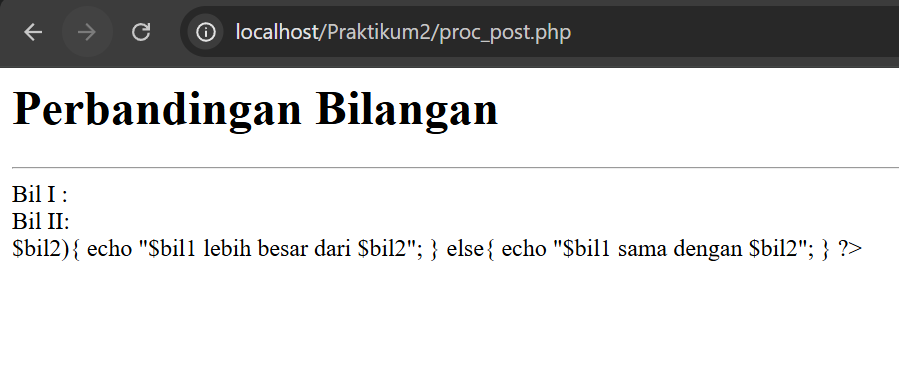 localhost/Praktikum2/proc_post.php
Perbandingan Bilangan
Bil I :
Bil II:
$bil2){ echo "$bil1 lebih besar dari $bil2"; } else{ echo "$bil1 sama dengan $bil2"; } ?>